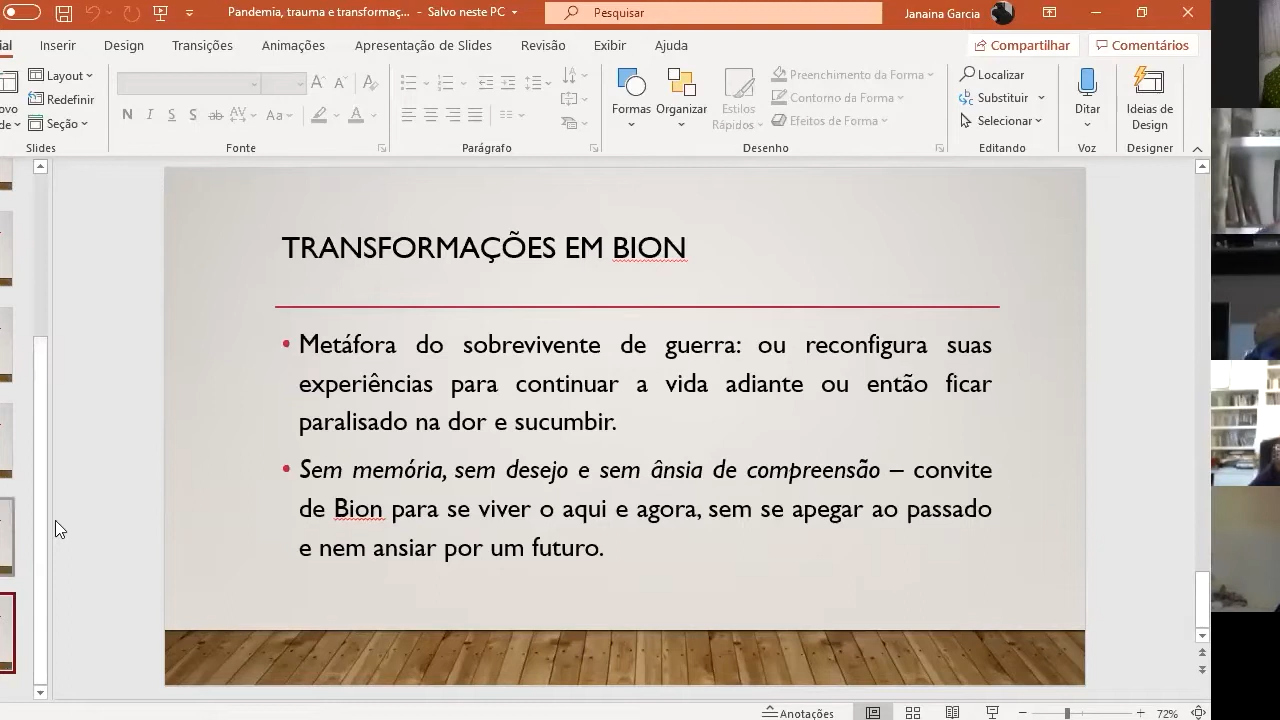 Pandemia, trauma e transformaç... - Salvo neste PC
Pesquisar
Janaina Garcia
Inserir Design Transições Animações Apresentação de Slides Revisão Exibir Ajuda
Compartilhar Comentários
Layout
Redefinir
Seção
Slides
N I S S ab AV Aa A
Fonte
Parágrafo
Formas
Organizar
Estilos
Rápidos
Preenchimento da Forma
Contorno da Forma
Efeitos de Forma
Desenho
Localizar
Substituir
Selecionar
Editando
Ditar
Voz
Ideias de
Design
Designer
TRANSFORMAÇÕES EM BION
• Metáfora do sobrevivente de guerra: ou reconfigura suas
experiências para continuar a vida adiante ou então ficar
paralisado na dor e sucumbir.
• Sem memória, sem desejo e sem ânsia de compreensão – convite
de Bion para se viver o aqui e agora, sem se apegar ao passado
e nem ansiar por um futuro.
Anotações
72%